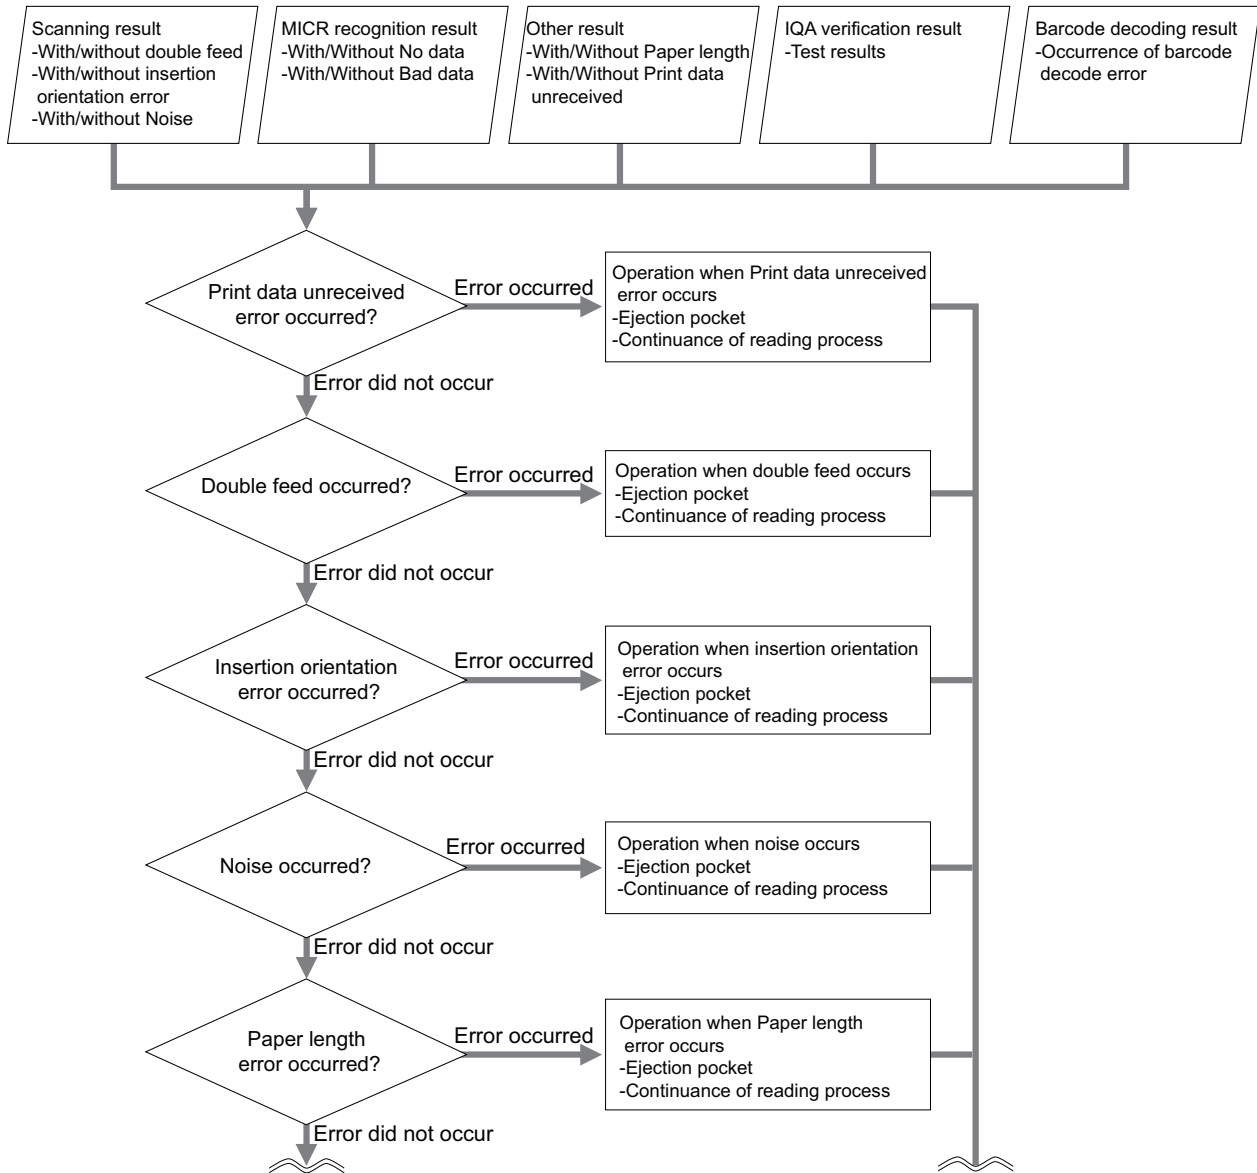 Scanning result
-With/without double feed
-With/without insertion
orientation error
-With/without Noise
MICR recognition result
-With/Without No data
-With/Without Bad data
Other result
-With/Without Paper length
-With/Without Print data
unreceived
IQA verification result
-Test results
Barcode decoding result
-Occurrence of barcode
decode error
Print data unreceived
error occurred?
Error occurred
Operation when Print data unreceived
error occurs
-Ejection pocket
-Continuance of reading process
Error did not occur
Double feed occurred?
Error occurred
Operation when double feed occurs
-Ejection pocket
-Continuance of reading process
Error did not occur
Insertion orientation
error occurred?
Error occurred
Operation when insertion orientation
error occurs
-Ejection pocket
-Continuance of reading process
Error did not occur
Noise occurred?
Error occurred
Operation when noise occurs
-Ejection pocket
-Continuance of reading process
Error did not occur
Paper length
error occurred?
Error occurred
Operation when Paper length
error occurs
-Ejection pocket
-Continuance of reading process
Error did not occur